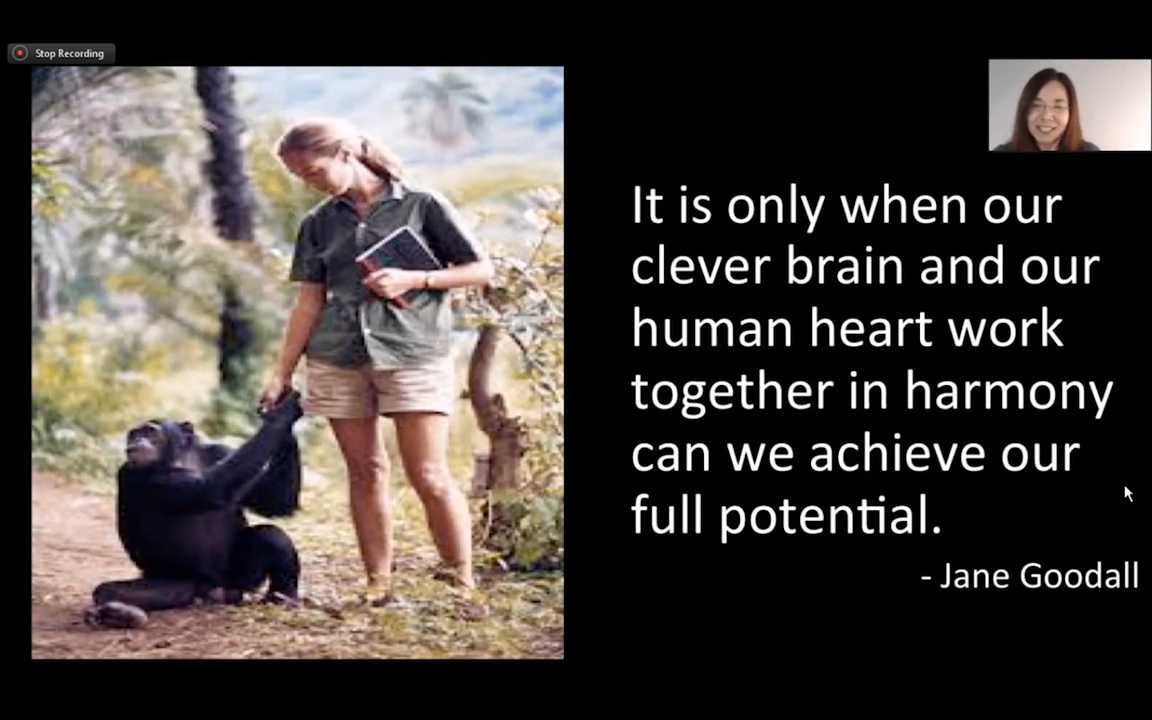 Stop Recording
It is only when our
clever brain and our
human heart work
together in harmony
can we achieve our
full potential.
- Jane Goodall